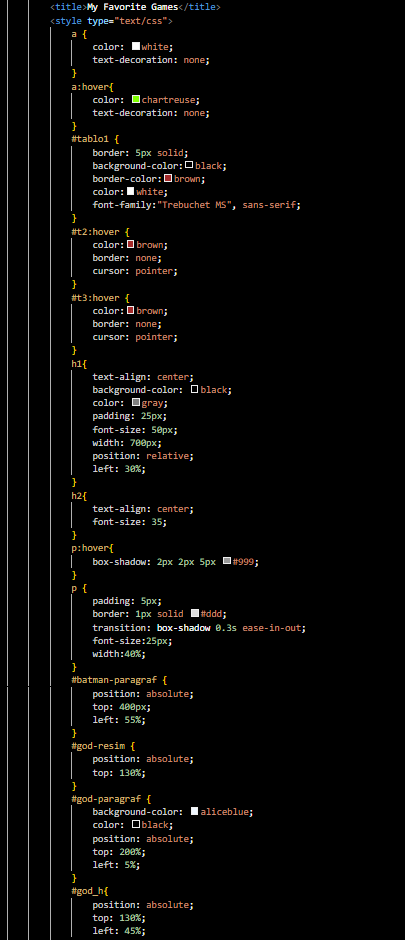 <title>My Favorite Games</title>
<style type="text/css">
a {
color: white;
text-decoration: none;
}
a:hover{
color: chartreuse;
text-decoration: none;
}
#tablo1 {
border: 5px solid;
background-color: black;
border-color: brown;
color: white;
font-family:"Trebuchet MS", sans-serif;
}
#t2:hover {
color: brown;
border: none;
cursor: pointer;
}
#t3:hover {
color: brown;
border: none;
cursor: pointer;
}
h1{
text-align: center;
background-color: black;
color: gray;
padding: 25px;
font-size: 50px;
width: 700px;
position: relative;
left: 30%;
}
h2{
text-align: center;
font-size: 35;
}
p:hover{
box-shadow: 2px 2px 5px #999;
}
p {
padding: 5px;
border: 1px solid #ddd;
transition: box-shadow 0.3s ease-in-out;
font-size:25px;
width:40%;
}
#batman-paragraf {
position: absolute;
top: 400px;
left: 55%;
}
#god-resim {
position: absolute;
top: 130%;
}
#god-paragraf {
background-color: aliceblue;
color: black;
position: absolute;
top: 200%;
left: 5%;
}
#god_h{
position: absolute;
top: 130%;
left: 45%;